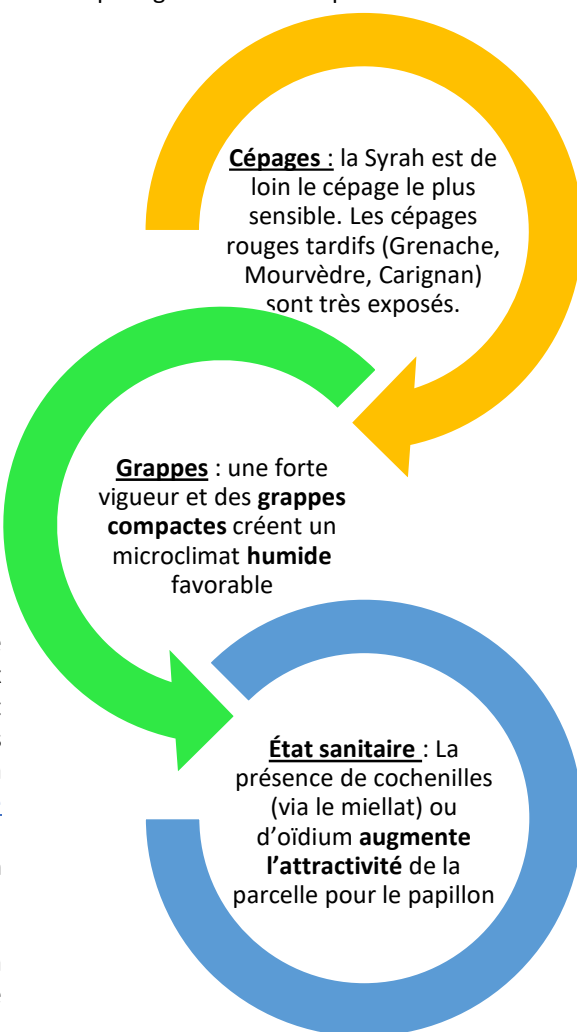 Cépages : la Syrah est de
loin le cépage le plus
sensible. Les cépages
rouges tardifs (Grenache,
Mourvèdre, Carignan)
sont très exposés.
Grappes : une forte
vigueur et des grappes
compactes créent un
microclimat humide
favorable
État sanitaire : La
présence de cochenilles
(via le miellat) ou
d’oïdium augmente
l’attractivité de la
parcelle pour le papillon